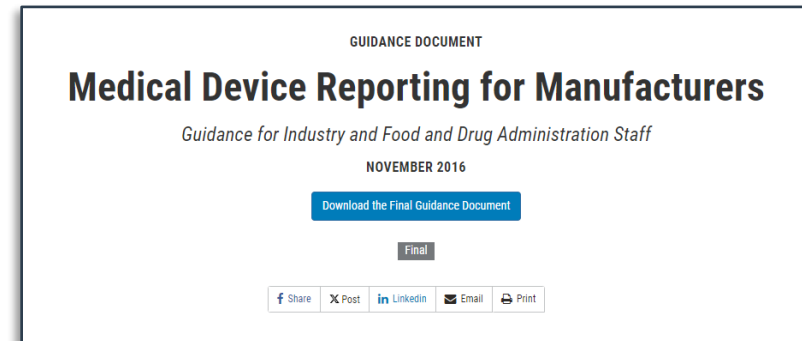 GUIDANCE DOCUMENT
Medical Device Reporting for Manufacturers
Guidance for Industry and Food and Drug Administration Staff
NOVEMBER 2016
Download the Final Guidance Document
Final
Share Post Linkedin Email Print